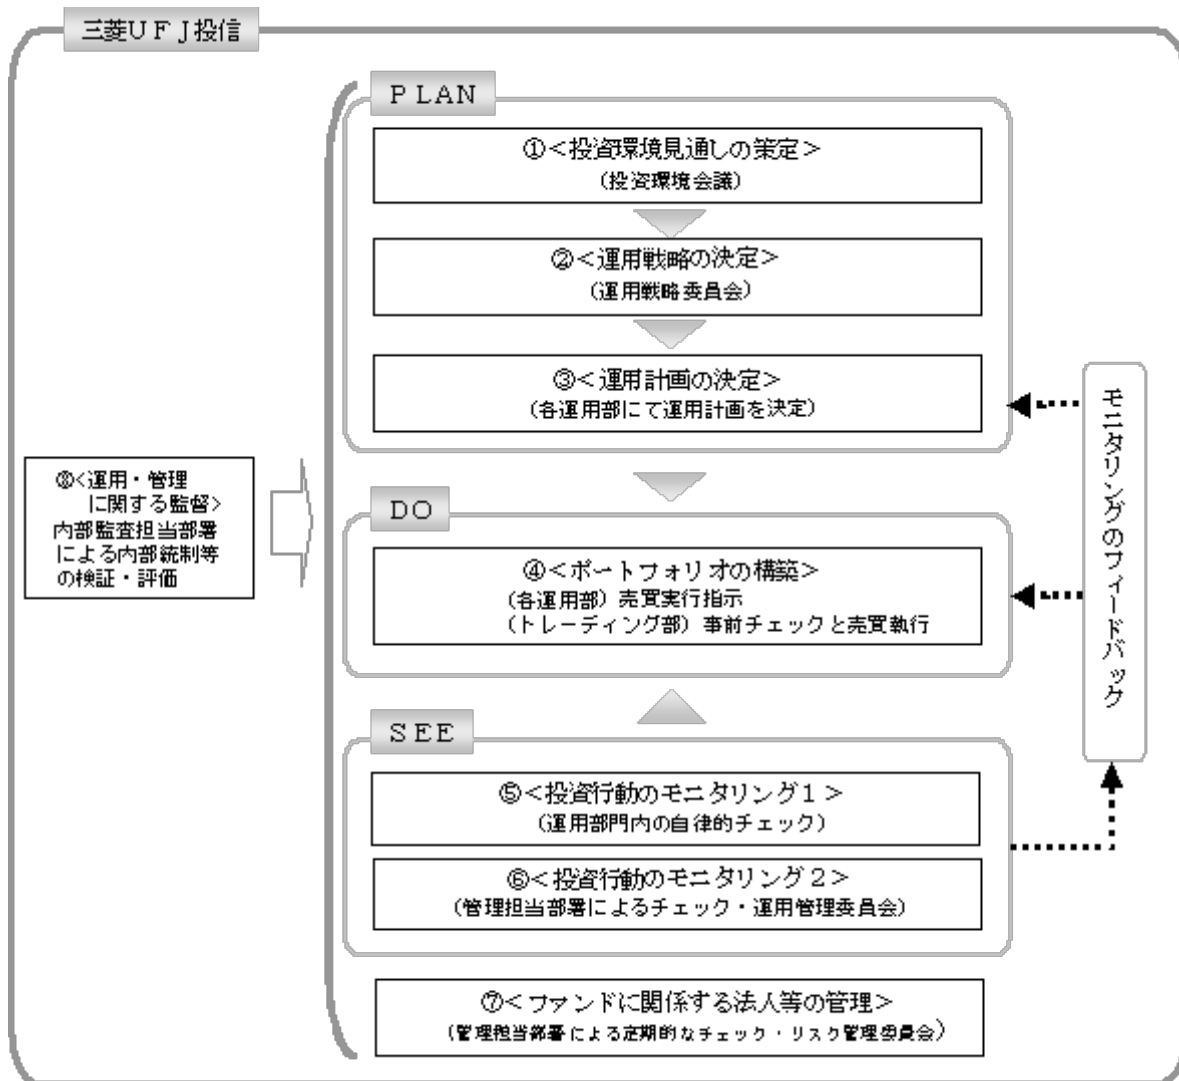 三菱ＵＦＪ投信
ＰＬＡＮ
①＜投資環境見通しの策定＞
（投資環境会議）
②＜運用戦略の決定＞
（運用戦略委員会）
③＜運用計画の決定＞
（各運用部にて運用計画を決定）
⑧<運用・管理
に関する監督>
内部監査担当部署
による内部統制等
の検証・評価
ＤＯ
④＜ポートフォリオの構築＞
（各運用部）売買実行指示
（トレーディング部）事前チェックと売買執行
モニタリングのフィードバック
ＳＥＥ
⑤＜投資行動のモニタリング１＞
（運用部門内の自律的チェック）
⑥＜投資行動のモニタリング２＞
（管理担当部署によるチェック・運用管理委員会）
⑦＜ファンドに関係する法人等の管理＞
（管理担当部署による定期的なチェック・リスク管理委員会）